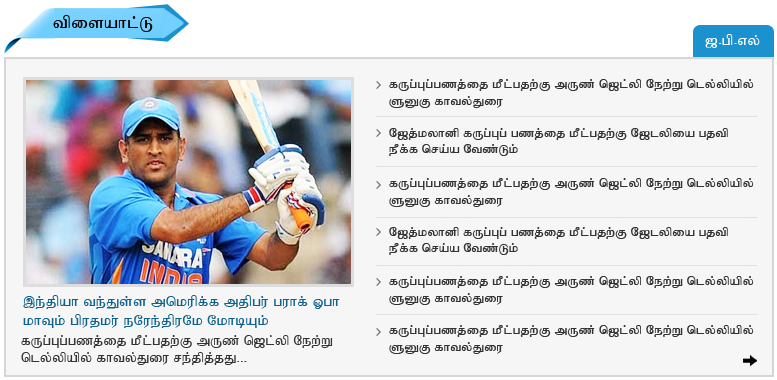 விளையாட்டு
ஐ.பி.எல்
SAHARA
INDIA
இந்தியா வந்துள்ள அமெரிக்க அதிபர் பராக் ஓபா
மாவும் பிரதமர் நரேந்திரமே மோடியும்
கருப்புப்பணத்தை மீட்பதற்கு அருண் ஜெட்லி நேற்று
டெல்லியில் காவல்துரை சந்தித்தது...
கருப்புப்பணத்தை மீட்பதற்கு அருண் ஜெட்லி நேற்று டெல்லியில்
ளுனுகு காவல்துரை
ஜேத்மலானி கருப்புப் பணத்தை மீட்பதற்கு ஜேடலியை பதவி
நீக்க செய்ய வேண்டும்
கருப்புப்பணத்தை மீட்பதற்கு அருண் ஜெட்லி நேற்று டெல்லியில்
ளுனுகு காவல்துரை
ஜேத்மலானி கருப்புப் பணத்தை மீட்பதற்கு ஜேடலியை பதவி
நீக்க செய்ய வேண்டும்
கருப்புப்பணத்தை மீட்பதற்கு அருண் ஜெட்லி நேற்று டெல்லியில்
ளுனுகு காவல்துரை
கருப்புப்பணத்தை மீட்பதற்கு அருண் ஜெட்லி நேற்று டெல்லியில்
ளுனுகு காவல்துரை